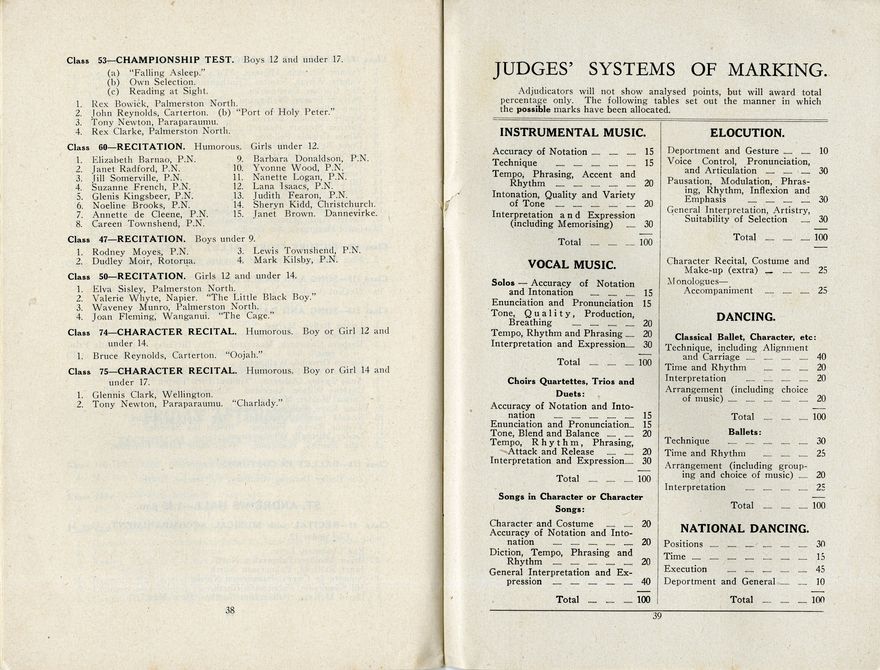 Class 53—CHAMPIONSHIP TEST. Boys 12 and under 17.
(a) "Falling Asleep."
(b) Own Selection.
(c) Reading at Sight.
1. Rex Bowick, Palmerston North.
2. John Reynolds, Carterton. (b) "Port of Holy Peter."
3. Tony Newton, Paraparaumu.
4. Rex Clarke, Palmerston North.
Class 60—RECITATION. Humorous. Girls under 12.
1. Elizabeth Barnao, P.N.
2. Janet Radford, P.N.
3. Jill Somerville, P.N.
4. Suzanne French, P.N.
5. Glenis Kingsbeer, P.N.
6. Noeline Brooks, P.N.
7. Annette de Cleene, P.N.
8. Careen Townshend, P.N.
9. Barbara Donaldson, P.N.
10. Yvonne Wood, P.N.
11. Nanette Logan, P.N.
12. Lana Isaacs, P.N.
13. Judith Fearon, P.N.
14. Sheryn Kidd, Christchurch.
15. Janet Brown. Dannevirke.
Class 47—RECITATION. Boys under 9.
1. Rodney Moyes, P.N.
2. Dudley Moir, Rotorua.
3. Lewis Townshend, P.N.
4. Mark Kilsby, P.N.
Class 50—RECITATION. Girls 12 and under 14.
1. Elva Sisley, Palmerston North.
2. Valerie Whyte, Napier. "The Little Black Boy."
3. Waveney Munro, Palmerston North.
4. Joan Fleming, Wanganui. "The Cage."
Class 74—CHARACTER RECITAL. Humorous. Boy or Girl 12 and
under 14.
1. Bruce Reynolds, Carterton. "Oojah."
Class 75—CHARACTER RECITAL. Humorous. Boy or Girl 14 and
under 17.
1. Glennis Clark, Wellington.
2. Tony Newton, Paraparaumu. "Charlady."
38
JUDGES' SYSTEMS OF MARKING.
Adjudicators will not show analysed points, but will award total
percentage only. The following tables set out the manner in which
the possible marks have been allocated.
INSTRUMENTAL MUSIC.
Accuracy of Notation — — — 15
Technique — — — — — 15
Tempo, Phrasing, Accent and
Rhythm — — — — — 20
Intonation, Quality and Variety
of Tone — — — — — 20
Interpretation and Expression
(including Memorising) — 30
Total — — — 100
VOCAL MUSIC.
Solos — Accuracy of Notation
and Intonation — — — 15
Enunciation and Pronunciation 15
Tone, Quality, Production,
Breathing — — — — 20
Tempo, Rhythm and Phrasing — 20
Interpretation and Expression— 30
Total — — — 100
Choirs Quartettes, Trios and
Duets:
Accuracy of Notation and Into-
nation — — — — — 15
Enunciation and Pronunciation— 15
Tone, Blend and Balance — — 20
Tempo, Rhythm, Phrasing,
Attack and Release — — 20
Interpretation and Expression— 30
Total — — — 100
Songs in Character or Character
Songs:
Character and Costume — — 20
Accuracy of Notation and Into-
nation — — — — — 20
Diction, Tempo, Phrasing and
Rhythm — — — — — 20
General Interpretation and Ex-
pression — — — — — 40
Total — — — 100
ELOCUTION.
Deportment and Gesture — — 10
Voice Control, Pronunciation,
and Articulation — — — 30
Pausation, Modulation, Phras-
ing, Rhythm, Inflexion and
Emphasis — — — — — 30
General Interpretation, Artistry,
Suitability of Selection — 30
Total — — — 100
Character Recital, Costume and
Make-up (extra) — — — 25
Monologues—
Accompaniment — — — 25
DANCING.
Classical Ballet, Character, etc:
Technique, including Alignment
and Carriage — — — — 40
Time and Rhythm — — — — 20
Interpretation — — — — 20
Arrangement (including choice
of music) — — — — — 20
Total — — — 100
Ballets:
Technique — — — — — 30
Time and Rhythm — — — — 25
Arrangement (including group-
ing and choice of music) — 20
Interpretation — — — — 25
Total — — — 100
NATIONAL DANCING.
Positions — — — — — — 30
Time — — — — — — — 15
Execution — — — — — 45
Deportment and General — — 10
Total — — — 100
39